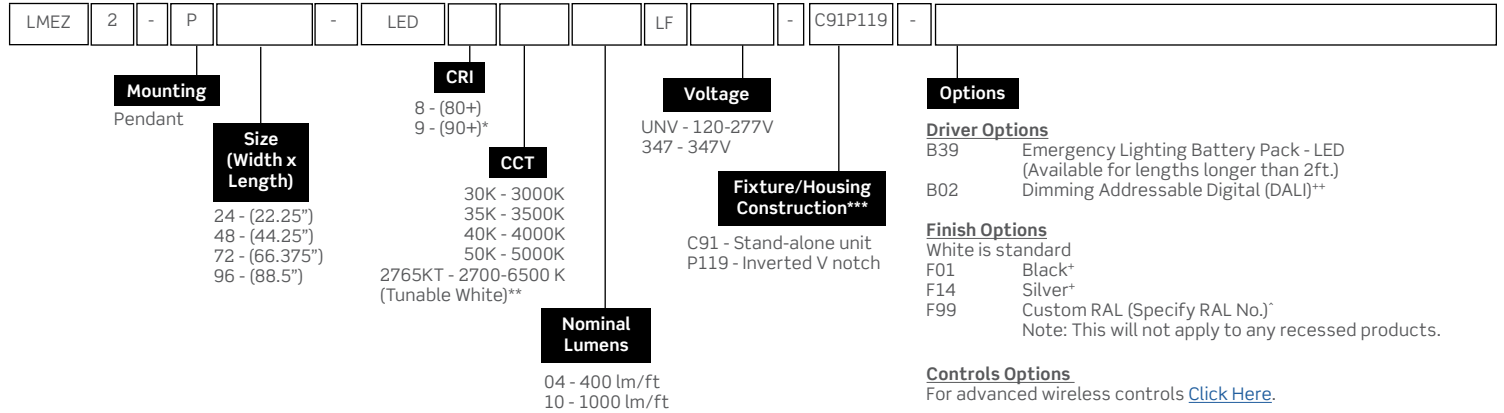 LMEZ 2 - P - LED LF - C91P119 -
Mounting
Pendant
Size
(Width x
Length)
24 - (22.25”)
48 - (44.25”)
72 - (66.375”)
96 - (88.5”)
CRI
8 - (80+)
9 - (90+)*
CCT
30K - 3000K
35K - 3500K
40K - 4000K
50K - 5000K
2765KT - 2700-6500 K
(Tunable White)**
Nominal
Lumens
04 - 400 lm/ft
10 - 1000 lm/ft
Voltage
UNV - 120-277V
347 - 347V
Fixture/Housing
Construction***
C91 - Stand-alone unit
P119 - Inverted V notch
Options
Driver Options
B39 Emergency Lighting Battery Pack - LED
(Available for lengths longer than 2ft.)
B02 Dimming Addressable Digital (DALI)++
Finish Options
White is standard
F01 Black+
F14 Silver+
F99 Custom RAL (Specify RAL No.)^
Note: This will not apply to any recessed products.
Controls Options
For advanced wireless controls Click Here.